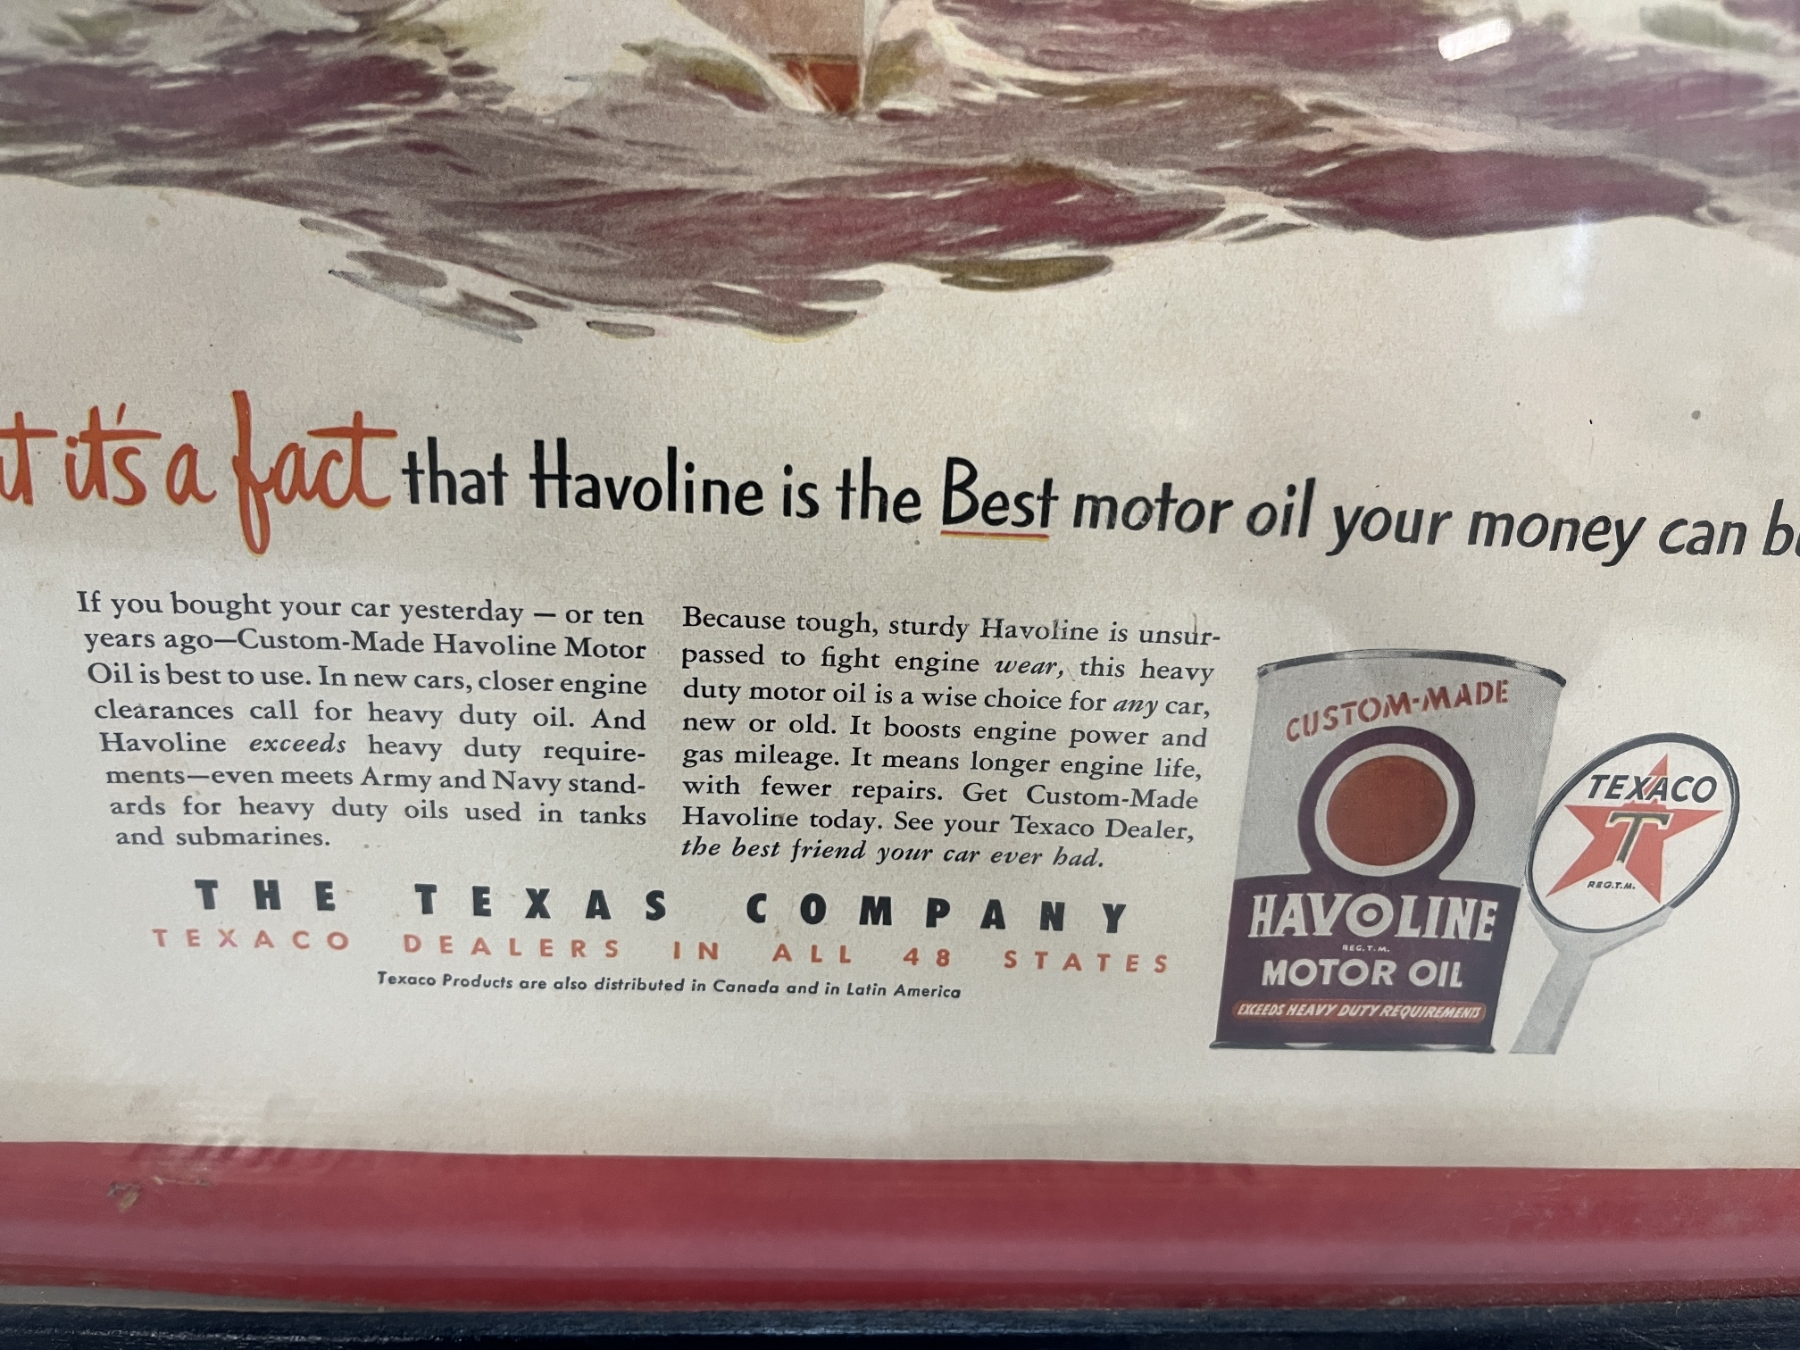 it's a fact that Havoline is the Best motor oil your money can
If you bought your car yesterday — or ten
years ago—Custom-Made Havoline Motor
Oil is best to use. In new cars, closer engine
clearances call for heavy duty oil. And
Havoline exceeds heavy duty require-
ments—even meets Army and Navy stand-
ards for heavy duty oils used in tanks
and submarines.
Because tough, sturdy Havoline is unsur-
passed to fight engine wear, this heavy
duty motor oil is a wise choice for any car,
new or old. It boosts engine power and
gas mileage. It means longer engine life,
with fewer repairs. Get Custom-Made
Havoline today. See your Texaco Dealer,
the best friend your car ever had.
THE TEXAS COMPANY
TEXACO DEALERS IN ALL 48 STATES
Texaco Products are also distributed in Canada and in Latin America
CUSTOM-MADE
HAVOLINE
REG. T. M.
MOTOR OIL
EXCEEDS HEAVY DUTY REQUIREMENTS
TEXACO
T
REG. T. M.